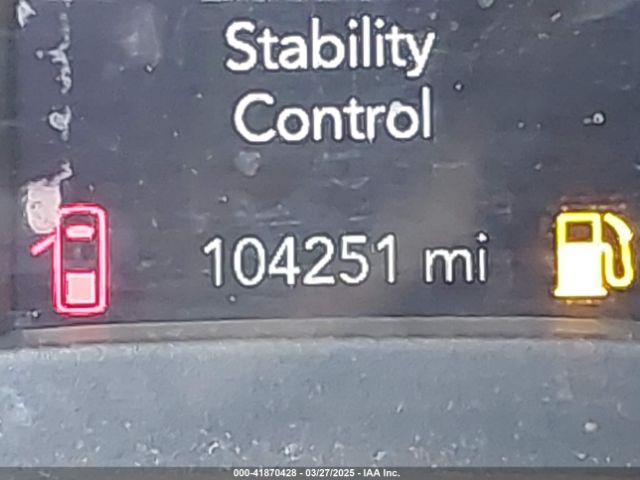 Stability
Control
104251 mi
000-41870428 - 03/27/2025 - IAA Inc.